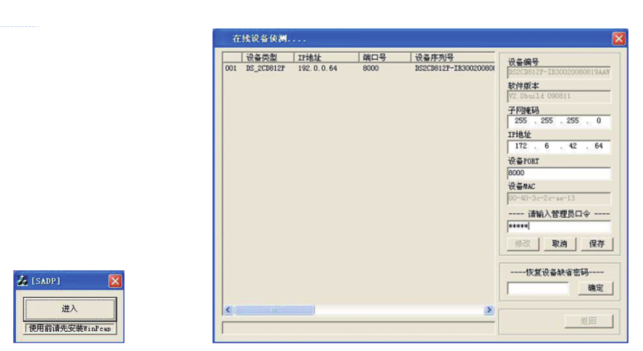 在线设备侦测....
设备类型 IP地址 端口号 设备序列号
001 DS_2CD812P 192.0.0.64 8000
设备编号
软件版本
V2.0build 090811
子网掩码
255 . 255 . 255 . 0
IP地址
172 . 6 . 42 . 64
设备PORT
8000
设备MAC
---- 请输入管理员口令 ----
*****
修改 取消 保存
----恢复设备缺省密码----
确定
返回
[SADP]
进入
使用前请先安装WinPcap